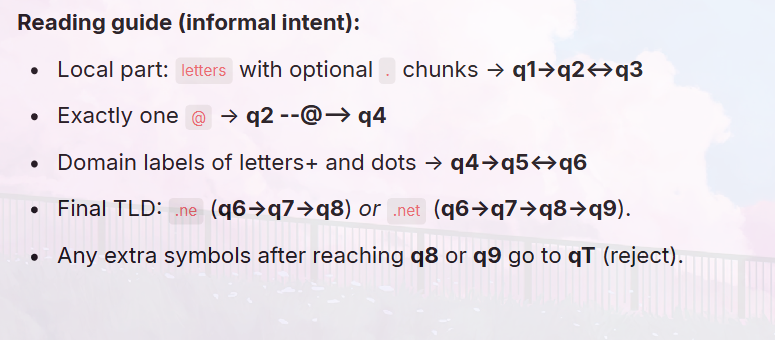 Reading guide (informal intent):
• Local part: letters with optional . chunks → q1→q2↔q3
• Exactly one @ → q2 --@→ q4
• Domain labels of letters+ and dots → q4→q5↔q6
• Final TLD: .ne (q6→q7→q8) or .net (q6→q7→q8→q9).
• Any extra symbols after reaching q8 or q9 go to qT (reject).